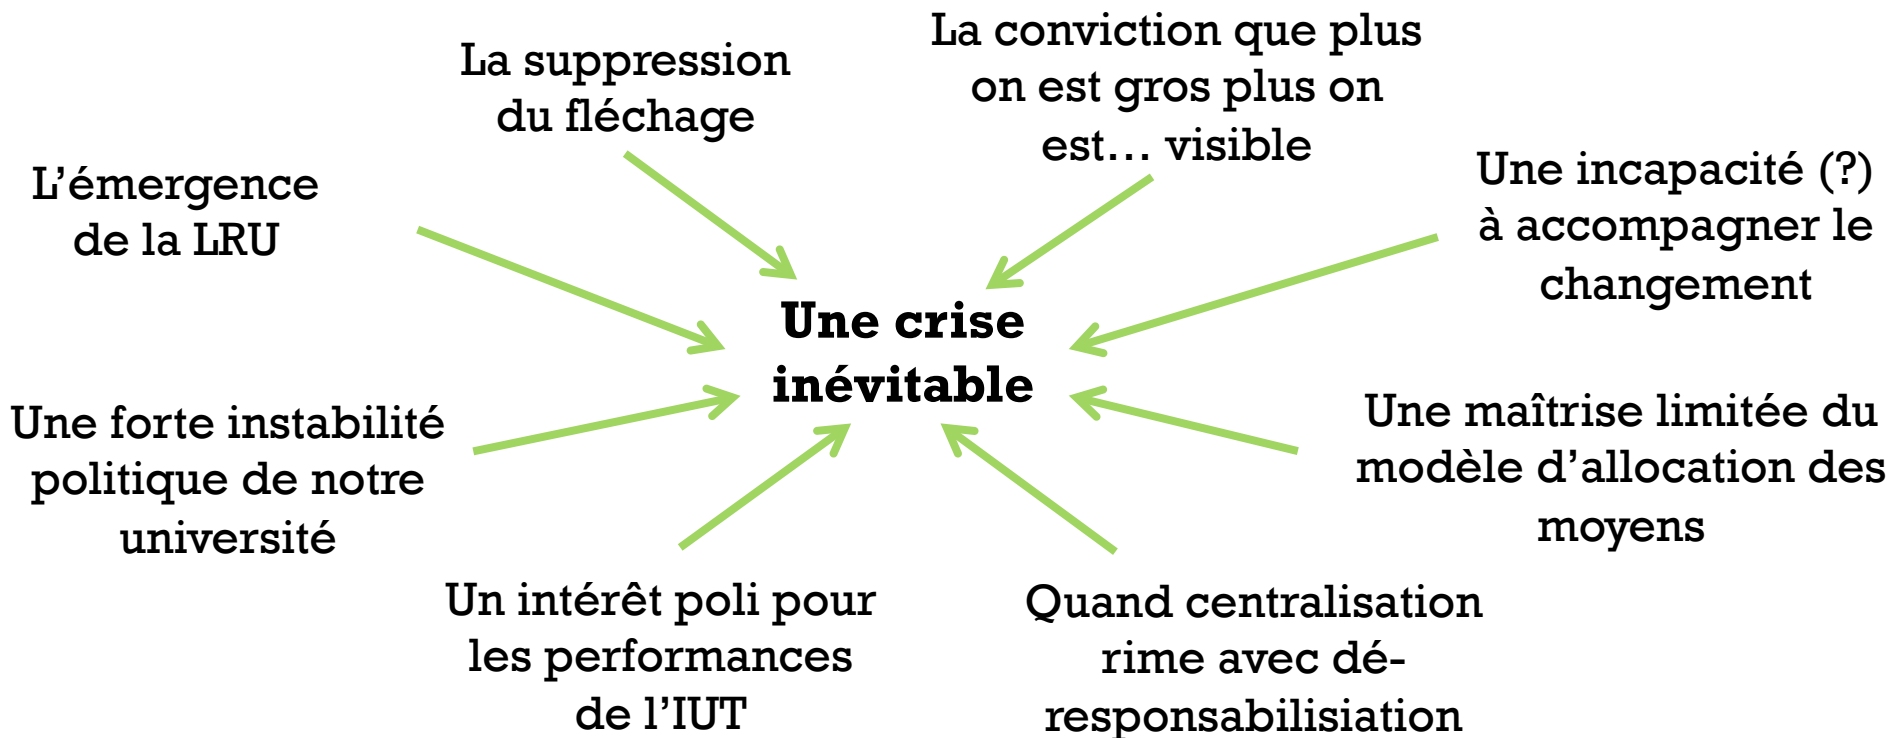 La suppression
du fléchage
La conviction que plus
on est gros plus on
est… visible
L’émergence
de la LRU
Une incapacité (?)
à accompagner le
changement
Une crise
inévitable
Une forte instabilité
politique de notre
université
Une maîtrise limitée du
modèle d’allocation des
moyens
Un intérêt poli pour
les performances
de l’IUT
Quand centralisation
rime avec dé-
responsabilisiation